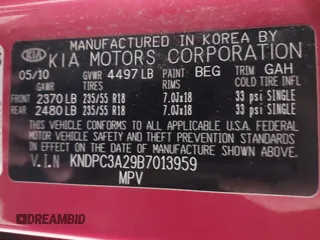 MANUFACTURED IN KOREA BY
KIA KIA MOTORS CORPORATION
05/10 GVWR 4497 LB PAINT BEG TRIM GAH
GAWR TIRES RIMS COLD TIRE INFL
FRONT 2370 LB 235/55 R18 7.0Jx18 33 psi SINGLE
REAR 2480 LB 235/55 R18 7.0Jx18 33 psi SINGLE
THIS VEHICLE CONFORMS TO ALL APPLICABLE FEDERAL
MOTOR VEHICLE SAFETY AND THEFT PREVENTION STANDARDS
IN EFFECT ON THE DATE OF MANUFACTURE SHOWN ABOVE
V.I.N KNDPC3A29B7013959
MPV
DREAMBID